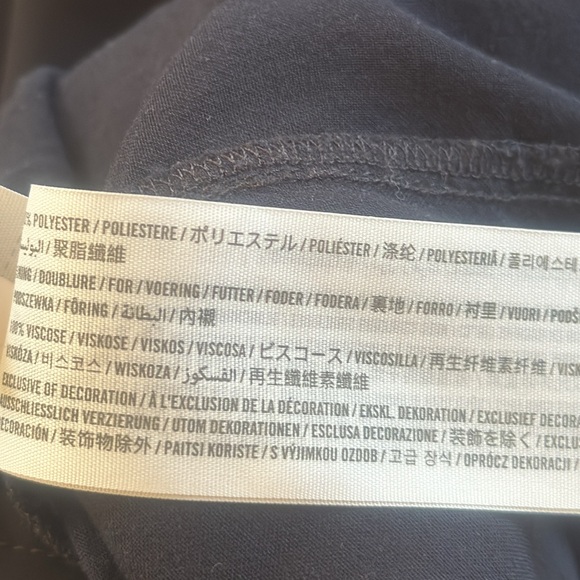 % POLYESTER / POLIESTERE / ポリエステル / POLIÉSTER / 涤纶 / POLYESTERIÄ / 폴리에스테
البوليستر / 聚脂纖維
NING / DOUBLURE / FOR / VOERING / FUTTER / FODER / FODERA / 裏地 / FORRO / 衬里 / VUORI / PODŠ
PODSZEWKA / FÖRING / البطانة / 內襯
100% VISCOSE / VISKOSE / VISKOS / VISCOSA / ビスコース / VISCOSILLA / 再生纤维素纤维 / VISK
WISKÓZA / 비스코스 / WISKOZA / الفسكوز / 再生纖維素纖維
EXCLUSIVE OF DECORATION / À L'EXCLUSION DE LA DÉCORATION / EKSKL. DEKORATION / EXCLUSIEF DECORA
AUSSCHLIESSLICH VERZIERUNG / UTOM DEKORATIONEN / ESCLUSA DECORAZIONE / 装飾を除く / EXCLU
DECORACIÓN / 装饰物除外 / PAITSI KORISTE / S VÝJIMKOU OZDOB / 고급 장식 / OPRÓCZ DEKORACJI /